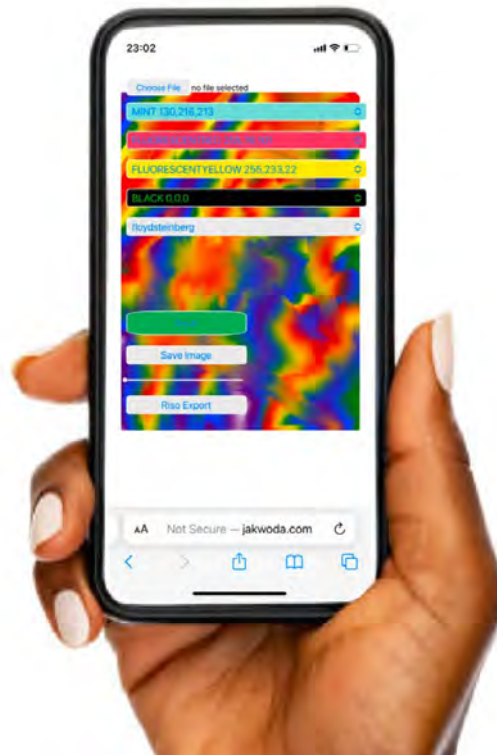 23:02
Choose File no file selected
MINT 130,216,213
FLUORESCENTYELLOW 255,233,22
BLACK 0,0,0
floydsteinberg
Save Image
Riso Export
AA Not Secure — jakwoda.com